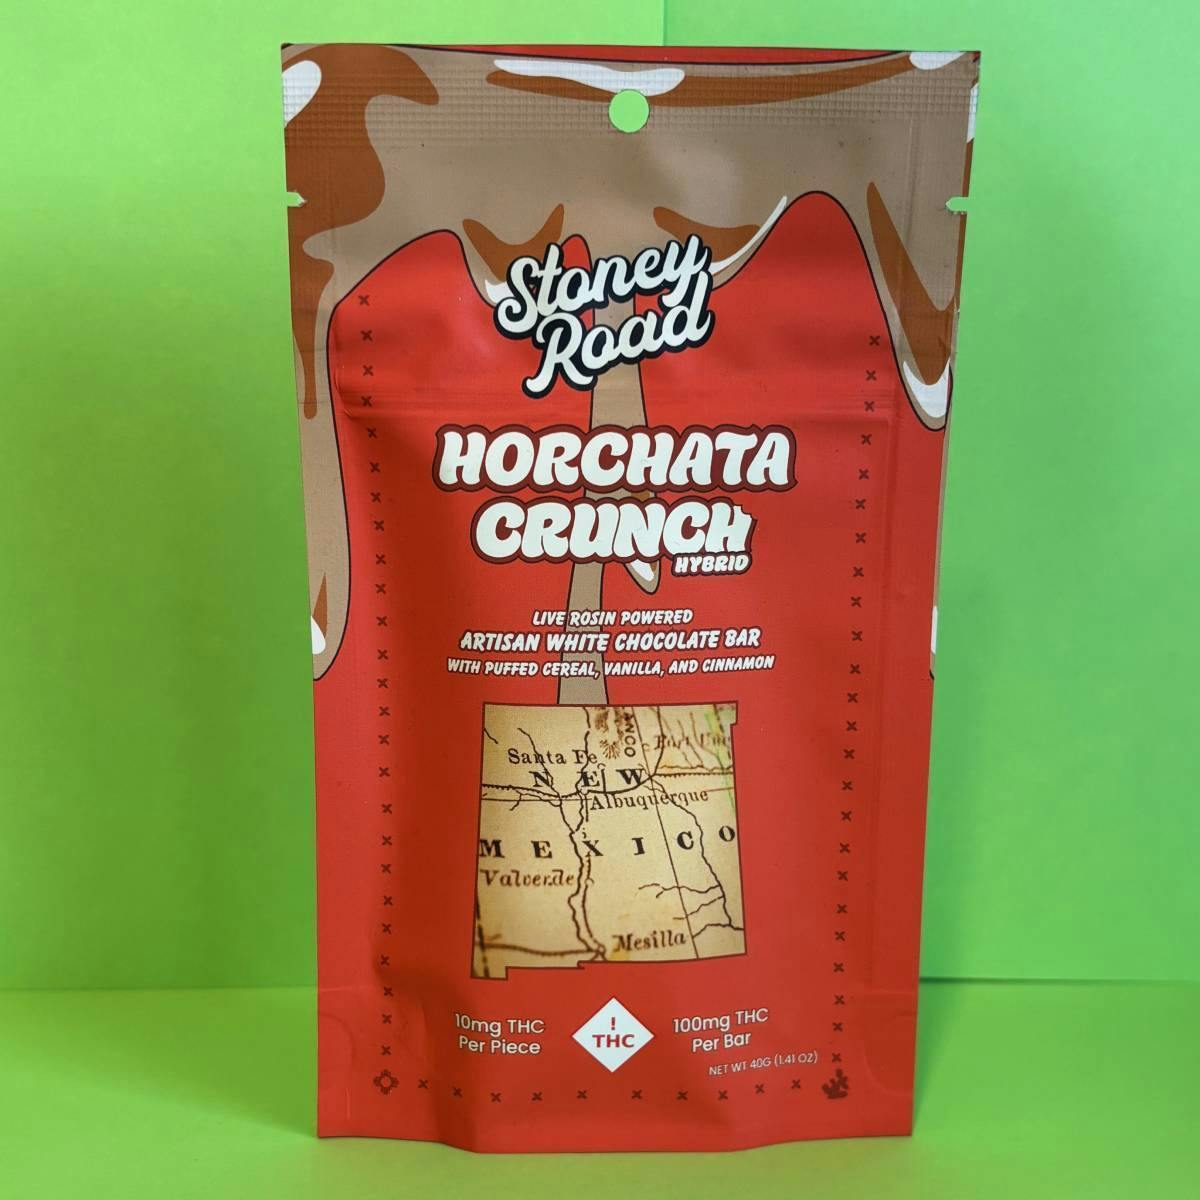 Stoney
Road
HORCHATA
CRUNCH
HYBRID
LIVE ROSIN POWERED
ARTISAN WHITE CHOCOLATE BAR
WITH PUFFED CEREAL, VANILLA, AND CINNAMON
Santa Fe
NEW
Albuquerque
MEXICO
Valverde
Mesilla
10mg THC
Per Piece
!
THC
100mg THC
Per Bar
NET WT 40G (1.41 OZ)